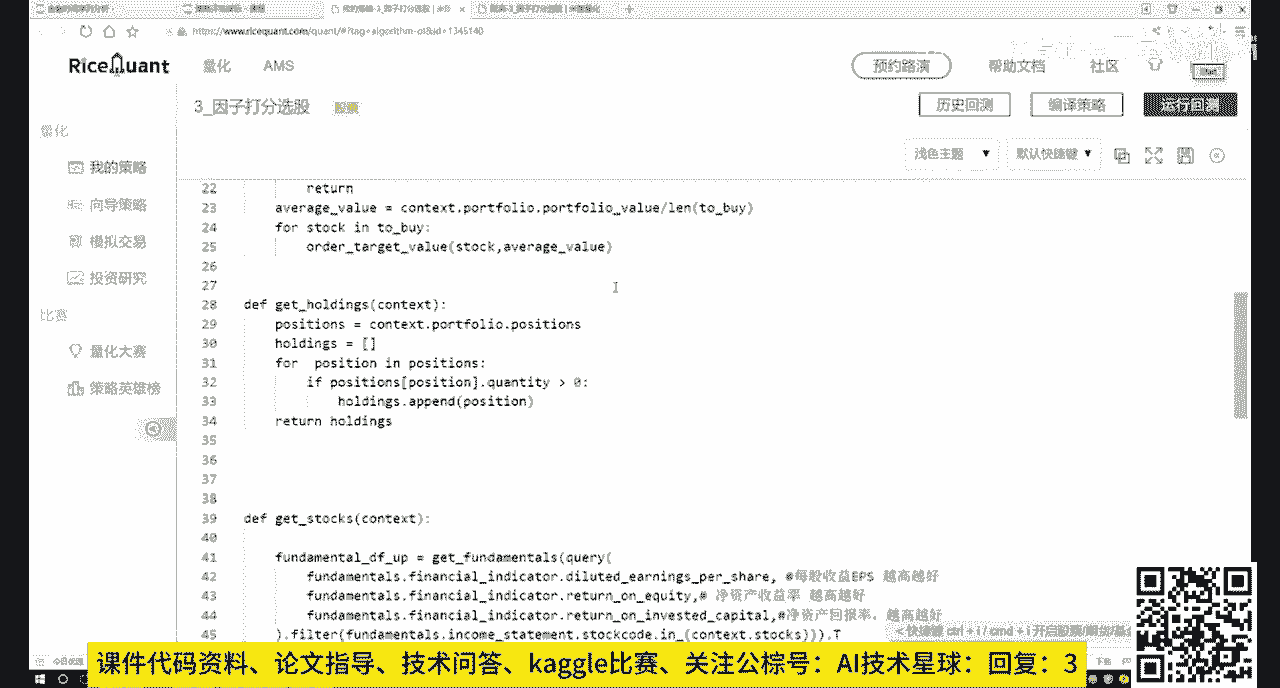 https://www.ricequant.com/quant/#?tag=algorithm-ot&id=1345140
RiceQuant 量化 AMS 预约路演 帮助文档 社区
3_因子打分选股 股票 历史回测 编译策略 运行回测
量化
浅色主题 默认快捷键
我的策略
向导策略
模拟交易
投资研究
比赛
量化大赛
策略英雄榜
22 return
23 average_value = context.portfolio.portfolio_value/len(to_buy)
24 for stock in to_buy:
25 order_target_value(stock,average_value)
26
27
28 def get_holdings(context):
29 positions = context.portfolio.positions
30 holdings = []
31 for  position in positions:
32 if positions[position].quantity > 0:
33 holdings.append(position)
34 return holdings
35
36
37
38
39 def get_stocks(context):
40
41 fundamental_df_up = get_fundamentals(query(
42 fundamentals.financial_indicator.diluted_earnings_per_share, #每股收益EPS 越高越好
43 fundamentals.financial_indicator.return_on_equity,# 净资产收益率 越高越好
44 fundamentals.financial_indicator.return_on_invested_capital,#净资产回报率，越高越好
45 ).filter(fundamentals.income_statement.stockcode.in_(context.stocks))).T
课件代码资料、论文指导、技术问答、kaggle比赛、关注公棕号：AI技术星球：回复：3